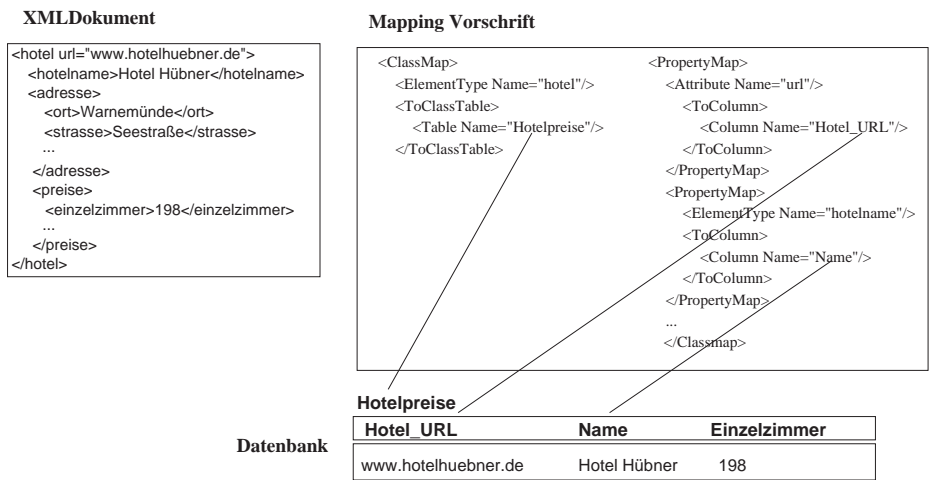 XMLDokument
<hotel url="www.hotelhuebner.de">
<hotelname>Hotel Hübner</hotelname>
<adresse>
<ort>Warnemünde</ort>
<strasse>Seestraße</strasse>
...
</adresse>
<preise>
<einzelzimmer>198</einzelzimmer>
...
</preise>
</hotel>
Mapping Vorschrift
<ClassMap>
<ElementType Name="hotel"/>
<ToClassTable>
<Table Name="Hotelpreise"/>
</ToClassTable>
<PropertyMap>
<Attribute Name="url"/>
<ToColumn>
<Column Name="Hotel_URL"/>
</ToColumn>
</PropertyMap>
<PropertyMap>
<ElementType Name="hotelname"/>
<ToColumn>
<Column Name="Name"/>
</ToColumn>
</PropertyMap>
...
</Classmap>
Hotelpreise
Datenbank
Hotel_URL Name Einzelzimmer
www.hotelhuebner.de Hotel Hübner 198